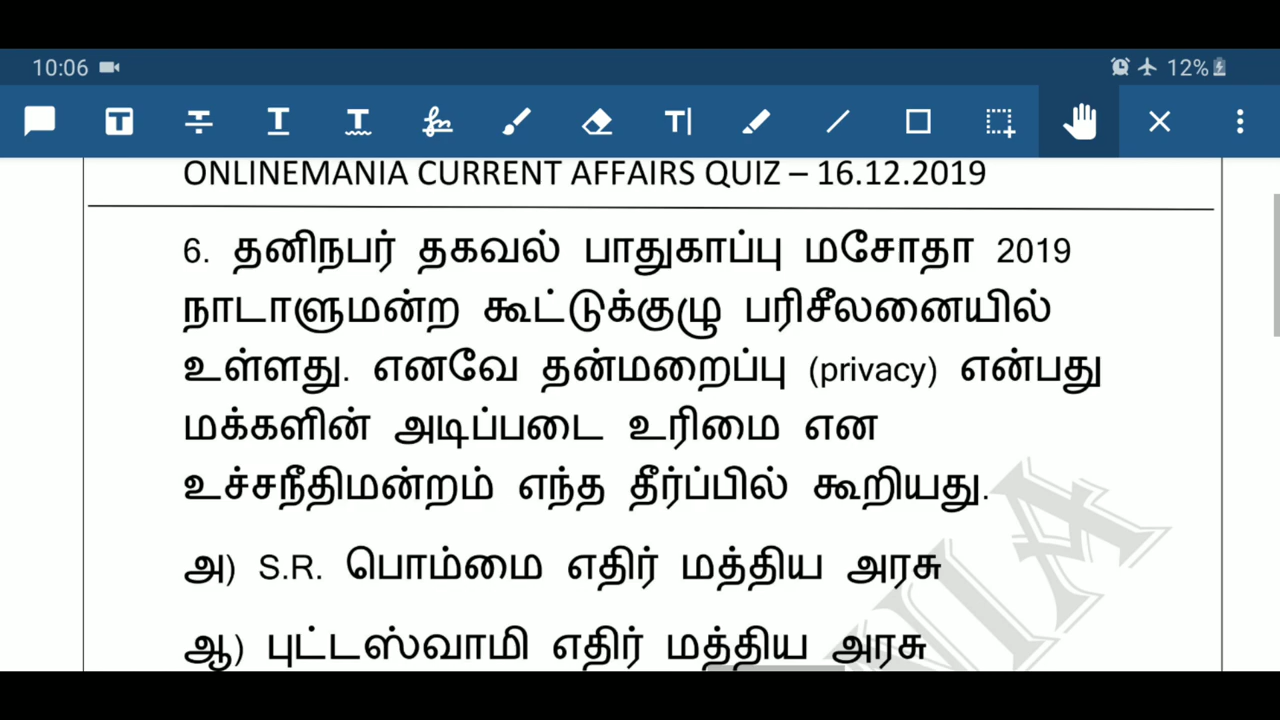 10:06
12%
ONLINEMANIA CURRENT AFFAIRS QUIZ – 16.12.2019
6. தனிநபர் தகவல் பாதுகாப்பு மசோதா 2019
நாடாளுமன்ற கூட்டுக்குழு பரிசீலனையில்
உள்ளது. எனவே தன்மறைப்பு (privacy) என்பது
மக்களின் அடிப்படை உரிமை என
உச்சநீதிமன்றம் எந்த தீர்ப்பில் கூறியது.
அ) S.R. பொம்மை எதிர் மத்திய அரசு
ஆ) புட்டஸ்வாமி எதிர் மத்திய அரசு